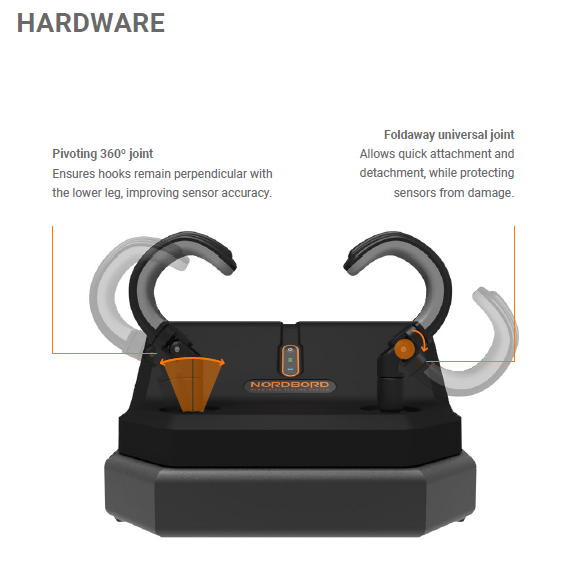 HARDWARE
Foldaway universal joint
Allows quick attachment and
detachment, while protecting
sensors from damage.
Pivoting 360º joint
Ensures hooks remain perpendicular with
the lower leg, improving sensor accuracy.
NORDBORD